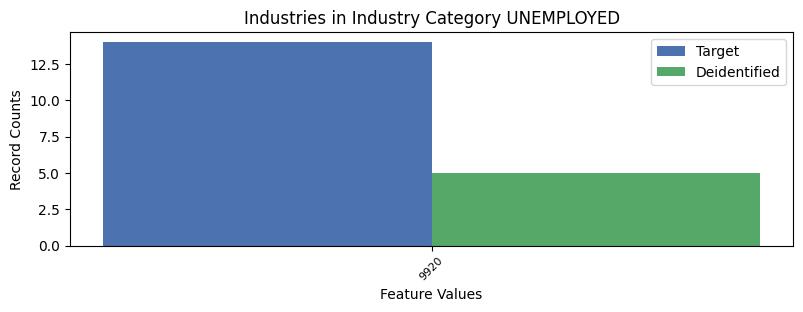 Industries in Industry Category UNEMPLOYED
Target
Deidentified
Record Counts
12.5
10.0
7.5
5.0
2.5
0.0
9920
Feature Values